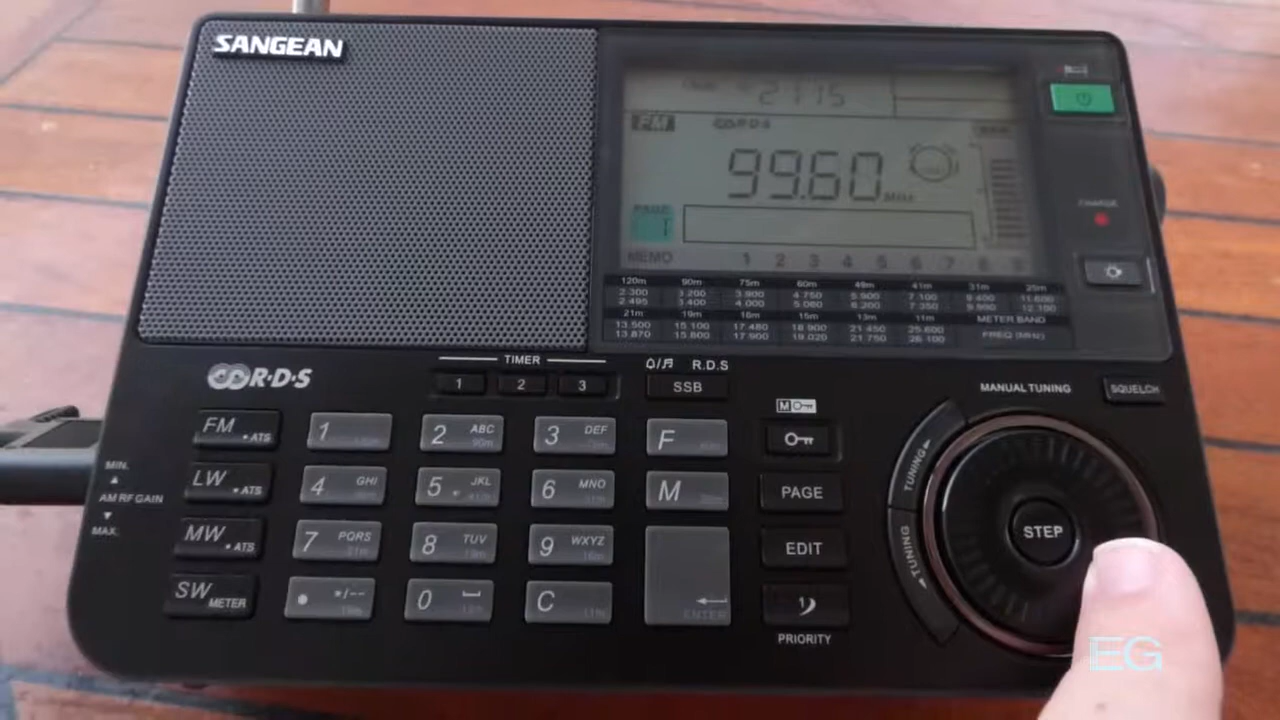 SANGEAN
21:15
FM
R·D·S
99.60
MHz
PAGE
1
MEMO 1 2 3 4 5 6 7 8 9
CHARGE
120m 90m 75m 60m 49m 41m 31m 25m
2.300 3.200 3.900 4.750 5.900 7.100 9.400 11.600
2.495 3.400 4.000 5.060 6.200 7.350 9.990 12.100
21m 19m 16m 15m 13m 11m METER BAND
13.500 15.100 17.480 18.900 21.450 25.600 FREQ (MHz)
13.870 15.800 17.900 19.020 21.750 26.100
R·D·S
TIMER
1 2 3
R.D.S
SSB
MANUAL TUNING
SQUELCH
M
FM • ATS
1
2 ABC 90m
3 DEF
F
LW • ATS
4 GHI
5 JKL
6 MNO
M
PAGE
MW • ATS
7 PQRS
8 TUV
9 WXYZ
EDIT
SW METER
• */--
0
C
ENTER
1
PRIORITY
MIN.
AM RF GAIN
MAX.
TUNING
TUNING
STEP
EG